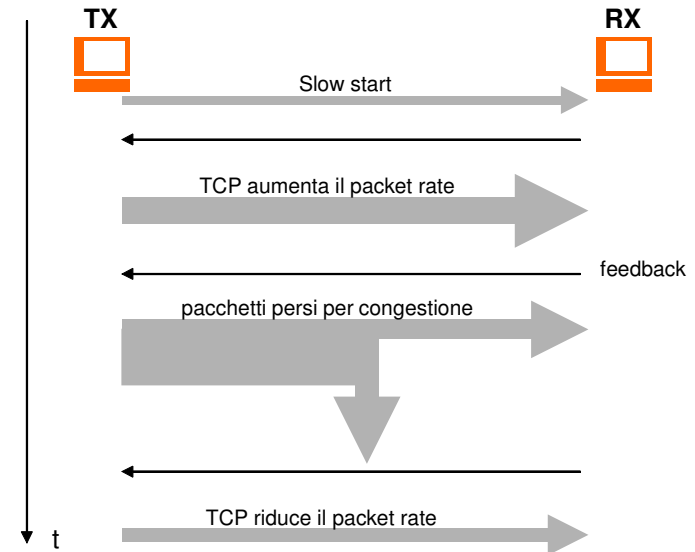 TX
RX
Slow start
TCP aumenta il packet rate
feedback
pacchetti persi per congestione
TCP riduce il packet rate
t